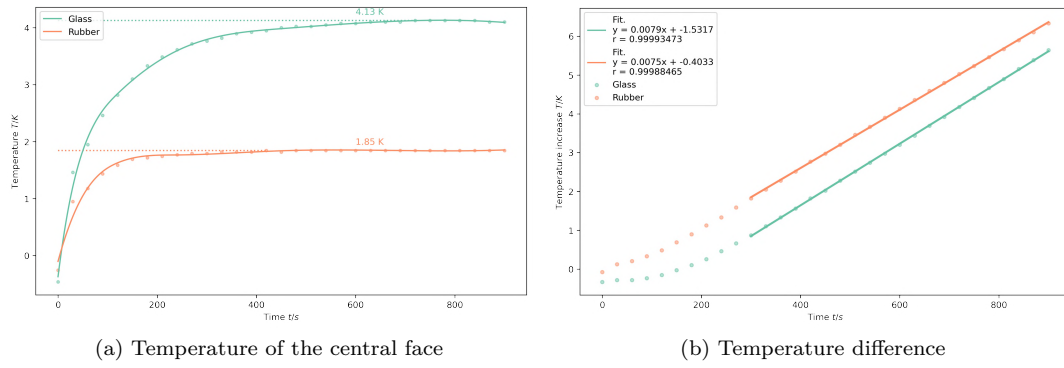 Glass
Rubber
4.13 K
1.85 K
4
3
2
1
0
Temperature T/K
0
200
400
600
800
Time t/s
(a) Temperature of the central face
Fit.
y = 0.0079x + -1.5317
r = 0.99993473
Fit.
y = 0.0075x + -0.4033
r = 0.99988465
Glass
Rubber
6
5
4
3
2
1
0
Temperature increase T/K
0
200
400
600
800
Time t/s
(b) Temperature difference